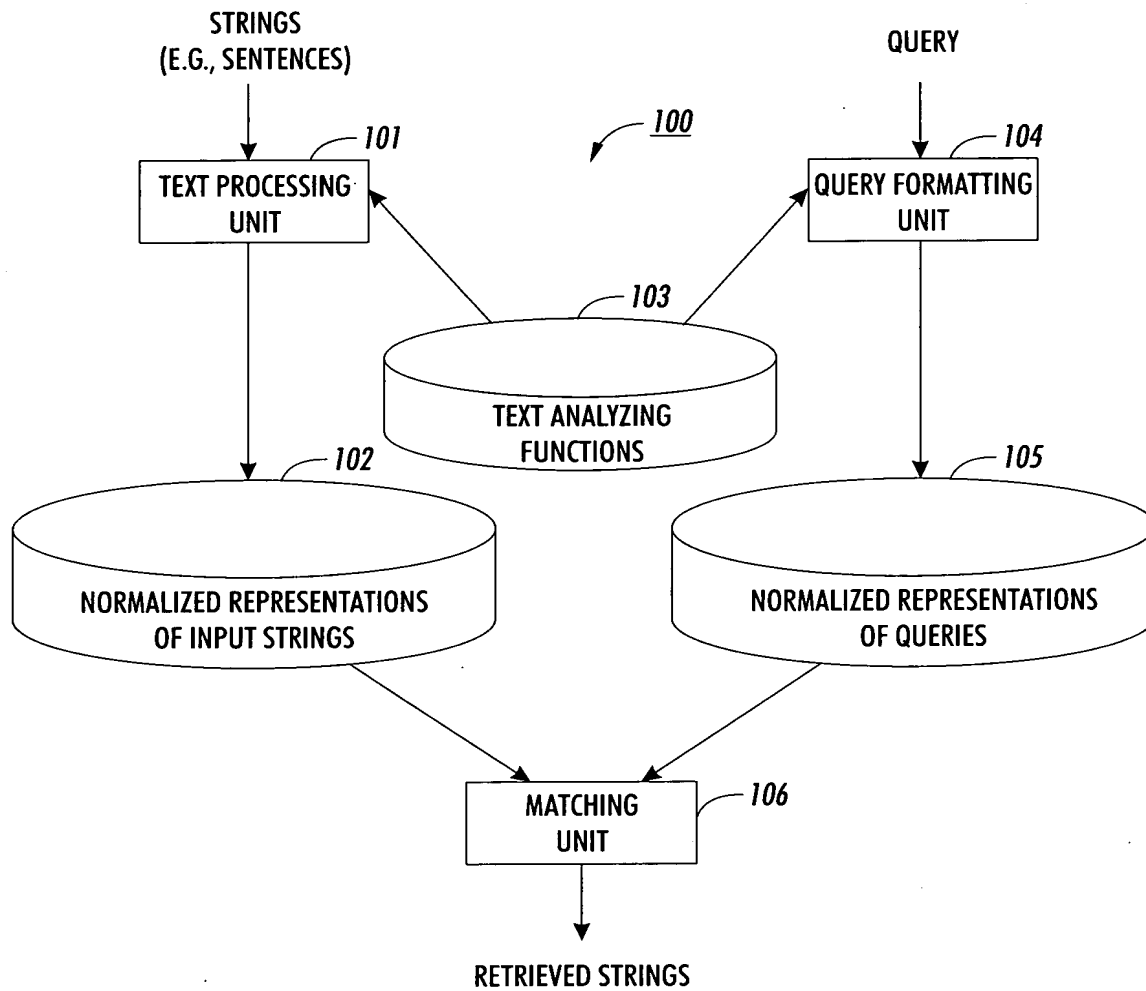 STRINGS
(E.G., SENTENCES)
QUERY
100
101
104
TEXT PROCESSING
UNIT
QUERY FORMATTING
UNIT
103
TEXT ANALYZING
FUNCTIONS
102
105
NORMALIZED REPRESENTATIONS
OF INPUT STRINGS
NORMALIZED REPRESENTATIONS
OF QUERIES
MATCHING
UNIT
106
RETRIEVED STRINGS